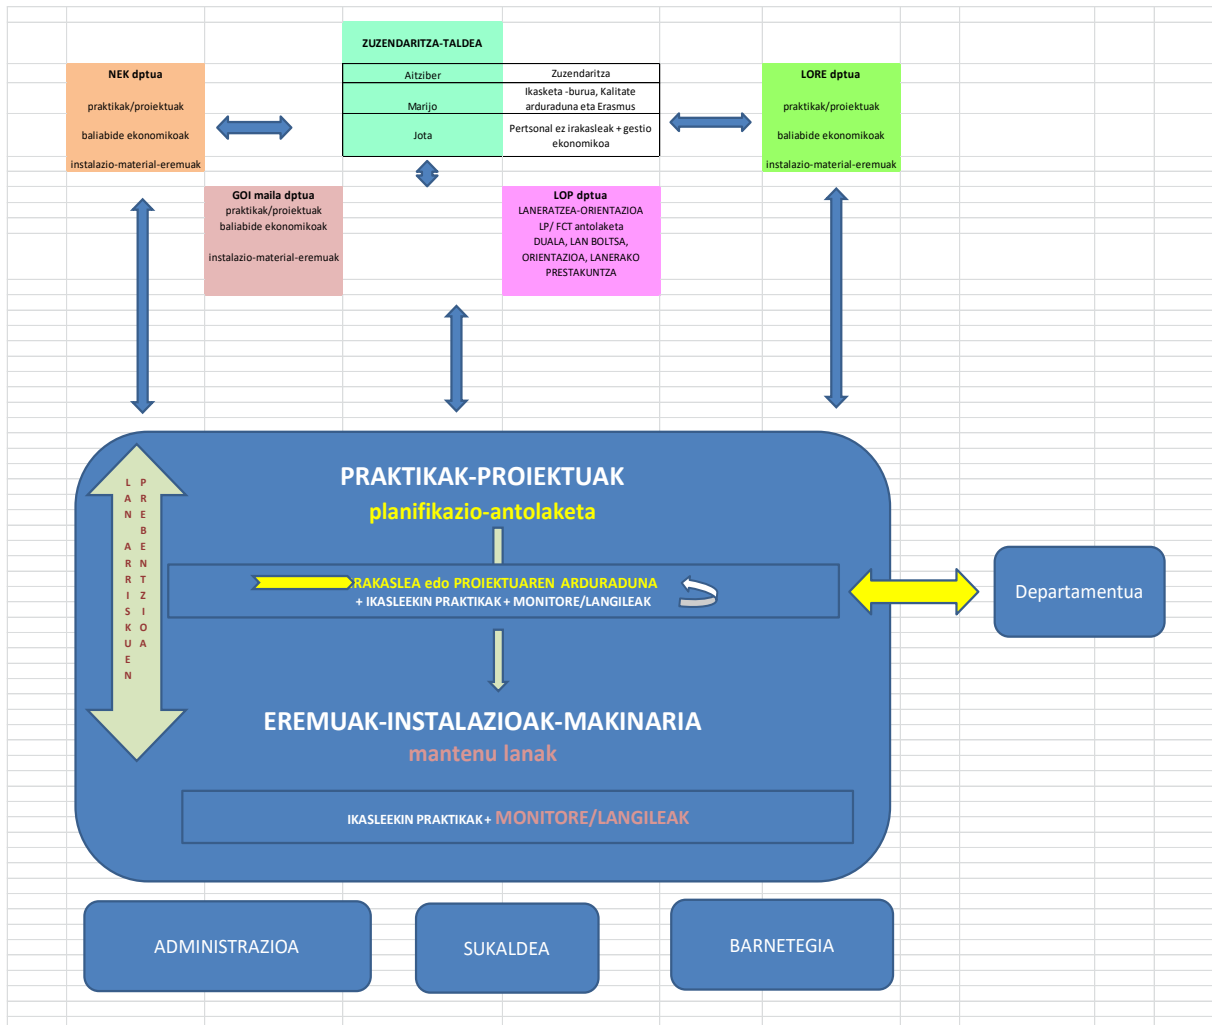 ZUZENDARITZA-TALDEA
NEK dptua
praktikak/proiektuak
baliabide ekonomikoak
instalazio-material-eremuak
Aitziber
Zuzendaritza
Marijo
Ikasketa -burua, Kalitate
arduraduna eta Erasmus
Jota
Pertsonal ez irakasleak + gestio
ekonomikoa
LORE dptua
praktikak/proiektuak
baliabide ekonomikoak
instalazio-material-eremuak
GOI maila dptua
praktikak/proiektuak
baliabide ekonomikoak
instalazio-material-eremuak
LOP dptua
LANERATZEA-ORIENTAZIOA
LP/ FCT antolaketa
DUALA, LAN BOLTSA,
ORIENTAZIOA, LANERAKO
PRESTAKUNTZA
LAN ARRISKUEN
PREBENTZIOA
PRAKTIKAK-PROIEKTUAK
planifikazio-antolaketa
RAKASLEA edo PROIEKTUAREN ARDURADUNA
+ IKASLEEKIN PRAKTIKAK + MONITORE/LANGILEAK
Departamentua
EREMUAK-INSTALAZIOAK-MAKINARIA
mantenu lanak
IKASLEEKIN PRAKTIKAK + MONITORE/LANGILEAK
ADMINISTRAZIOA
SUKALDEA
BARNETEGIA